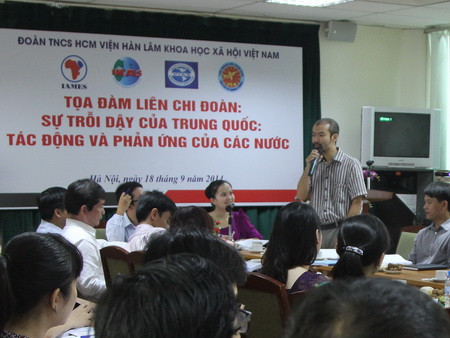 ĐOÀN TNCS HCM VIỆN HÀN LÂM KHOA HỌC XÃ HỘI VIỆT NAM
IAMES
TỌA ĐÀM LIÊN CHI ĐOÀN:
SỰ TRỖI DẬY CỦA TRUNG QUỐC:
TÁC ĐỘNG VÀ PHẢN ỨNG CỦA CÁC NƯỚC
Hà Nội, ngày 18 tháng 9 năm 2014